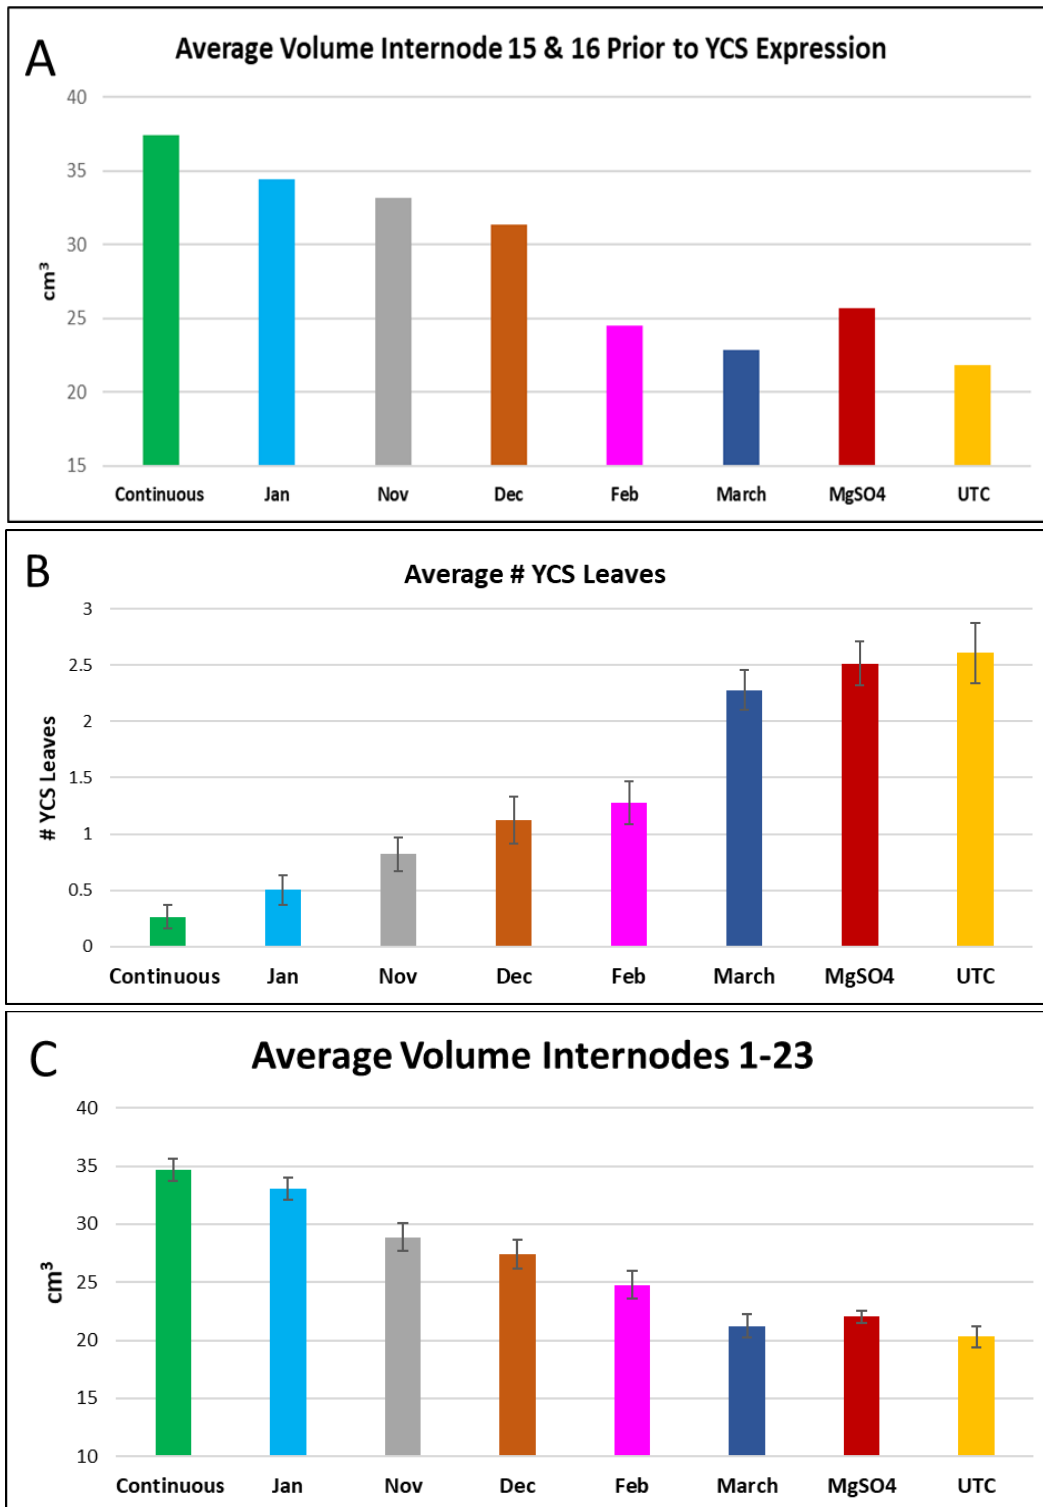 A
Average Volume Internode 15 & 16 Prior to YCS Expression
40
35
30
25
20
15
cm³
Continuous Jan Nov Dec Feb March MgSO4 UTC
B
Average # YCS Leaves
3
2.5
2
1.5
1
0.5
0
# YCS Leaves
Continuous Jan Nov Dec Feb March MgSO4 UTC
C
Average Volume Internodes 1-23
40
35
30
25
20
15
10
cm³
Continuous Jan Nov Dec Feb March MgSO4 UTC